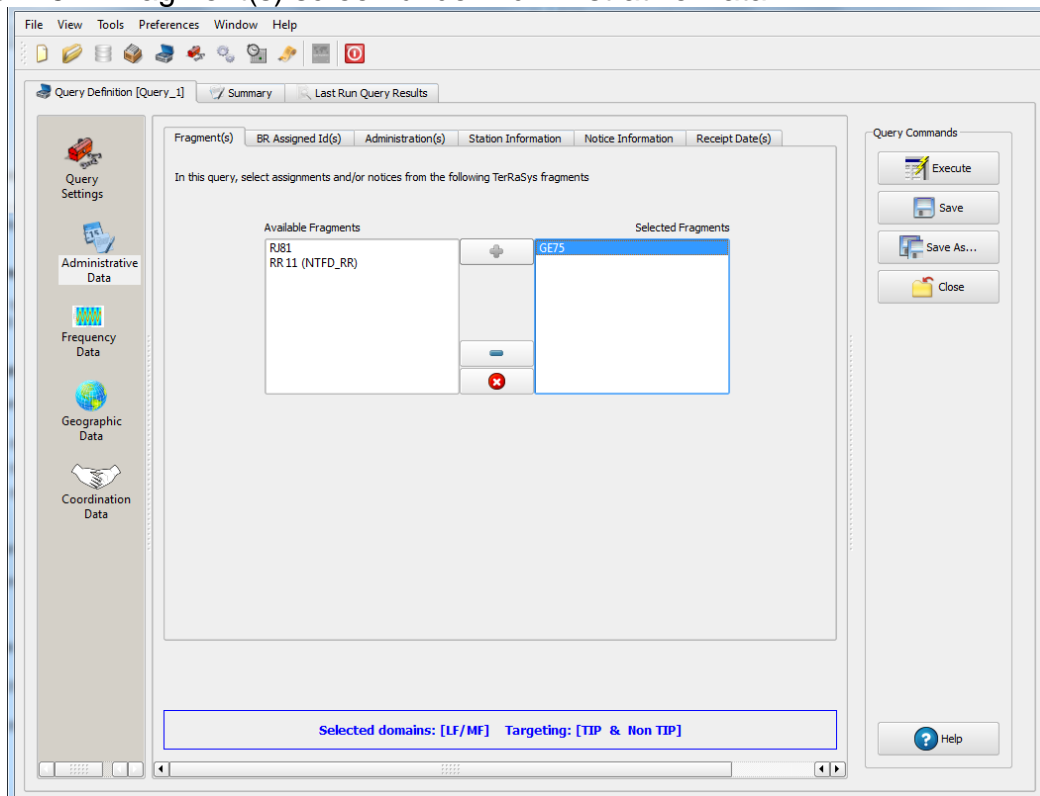 File View Tools Preferences Window Help
Query Definition [Query_1] Summary Last Run Query Results
Query
Settings
Administrative
Data
Frequency
Data
Geographic
Data
Coordination
Data
Fragment(s) BR Assigned Id(s) Administration(s) Station Information Notice Information Receipt Date(s)
In this query, select assignments and/or notices from the following TerRaSys fragments
Available Fragments
RJ81
RR 11 (NTFD_RR)
Selected Fragments
GE75
Selected domains: [LF/MF] Targeting: [TIP & Non TIP]
Query Commands
Execute
Save
Save As...
Close
Help